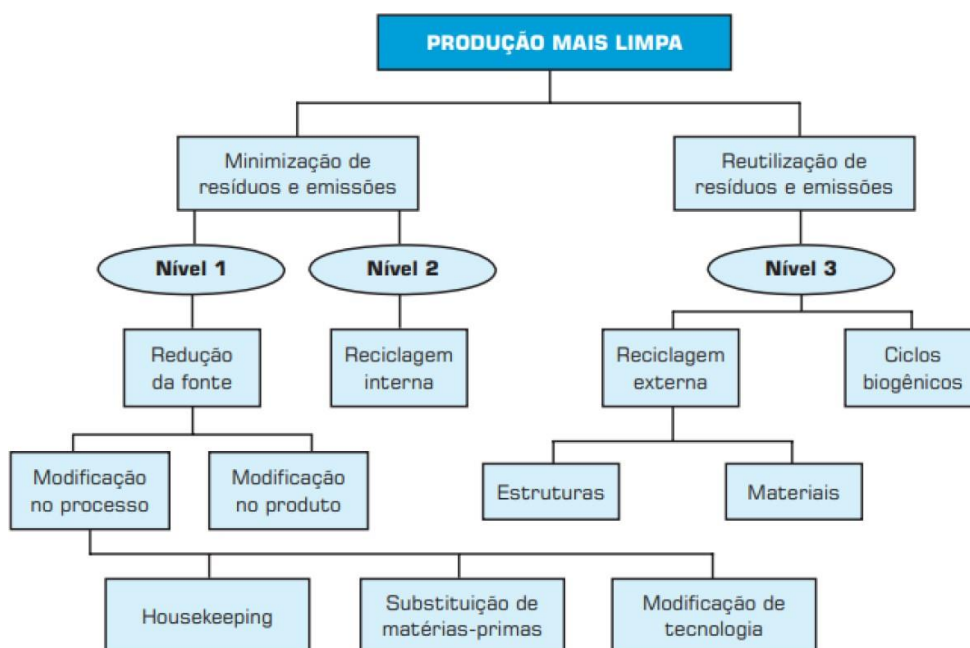 PRODUÇÃO MAIS LIMPA
Minimização de
resíduos e emissões
Reutilização de
resíduos e emissões
Nível 1
Nível 2
Nível 3
Redução
da fonte
Reciclagem
interna
Reciclagem
externa
Ciclos
biogênicos
Modificação
no processo
Modificação
no produto
Estruturas
Materiais
Housekeeping
Substituição de
matérias-primas
Modificação de
tecnologia